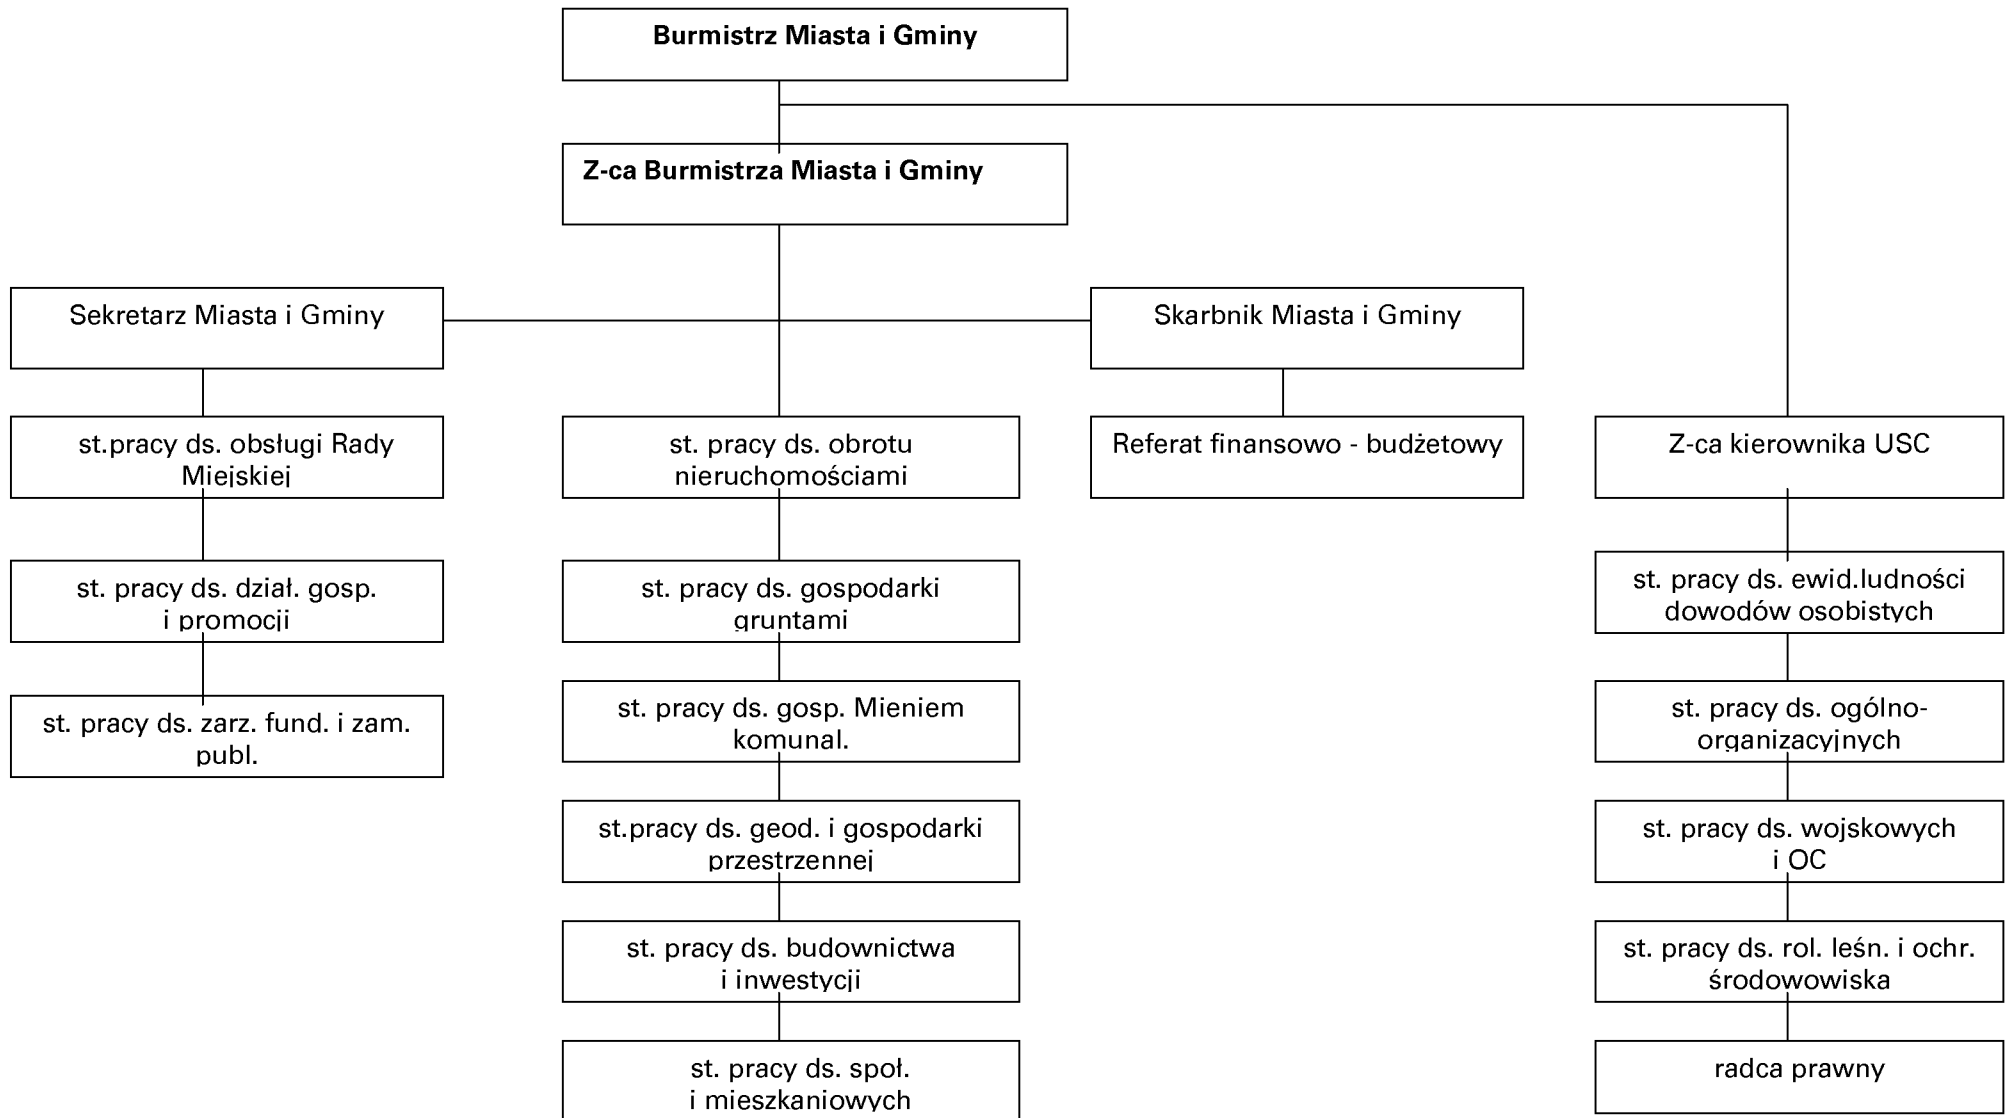 Burmistrz Miasta i Gminy
Z-ca Burmistrza Miasta i Gminy
Sekretarz Miasta i Gminy
Skarbnik Miasta i Gminy
st.pracy ds. obsługi Rady
Miejskiej
st. pracy ds. obrotu
nieruchomościami
Referat finansowo - budżetowy
Z-ca kierownika USC
st. pracy ds. dział. gosp.
i promocji
st. pracy ds. gospodarki
gruntami
st. pracy ds. ewid.ludności
dowodów osobistych
st. pracy ds. zarz. fund. i zam.
publ.
st. pracy ds. gosp. Mieniem
komunal.
st. pracy ds. ogólno-
organizacyjnych
st.pracy ds. geod. i gospodarki
przestrzennej
st. pracy ds. wojskowych
i OC
st. pracy ds. budownictwa
i inwestycji
st. pracy ds. rol. leśn. i ochr.
środowowiska
st. pracy ds. społ.
i mieszkaniowych
radca prawny